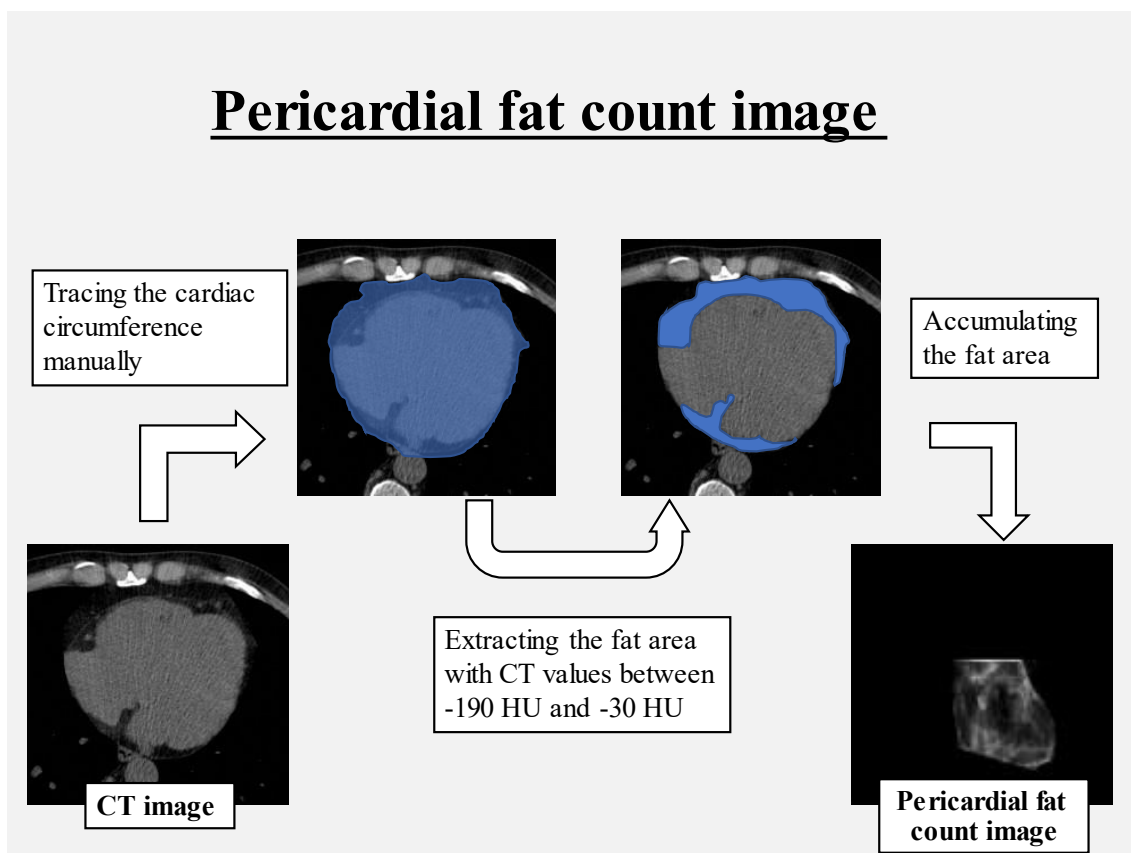 Pericardial fat count image
Tracing the cardiac
circumference
manually
Accumulating
the fat area
Extracting the fat area
with CT values between
-190 HU and -30 HU
CT image
Pericardial fat
count image